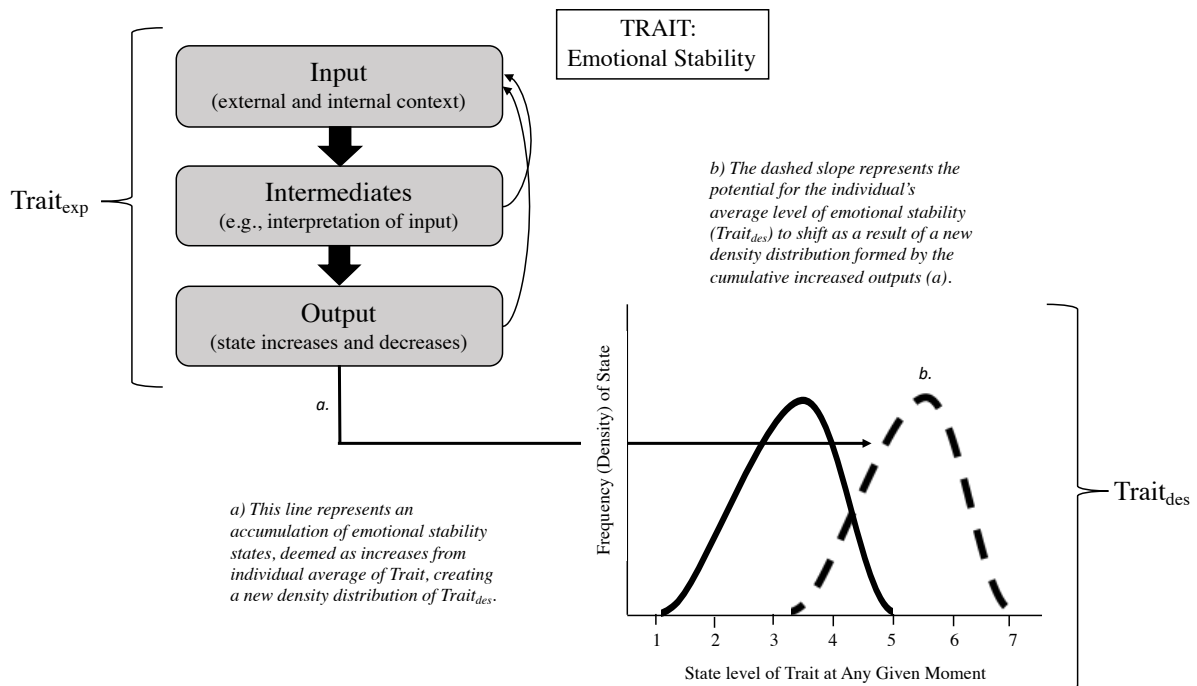 TRAIT:
Emotional Stability
Input
(external and internal context)
Trait_exp
Intermediates
(e.g., interpretation of input)
Output
(state increases and decreases)
a.
a) This line represents an
accumulation of emotional stability
states, deemed as increases from
individual average of Trait, creating
a new density distribution of Trait_des.
b) The dashed slope represents the
potential for the individual’s
average level of emotional stability
(Trait_des) to shift as a result of a new
density distribution formed by the
cumulative increased outputs (a).
b.
Frequency (Density) of State
1 2 3 4 5 6 7
State level of Trait at Any Given Moment
Trait_des